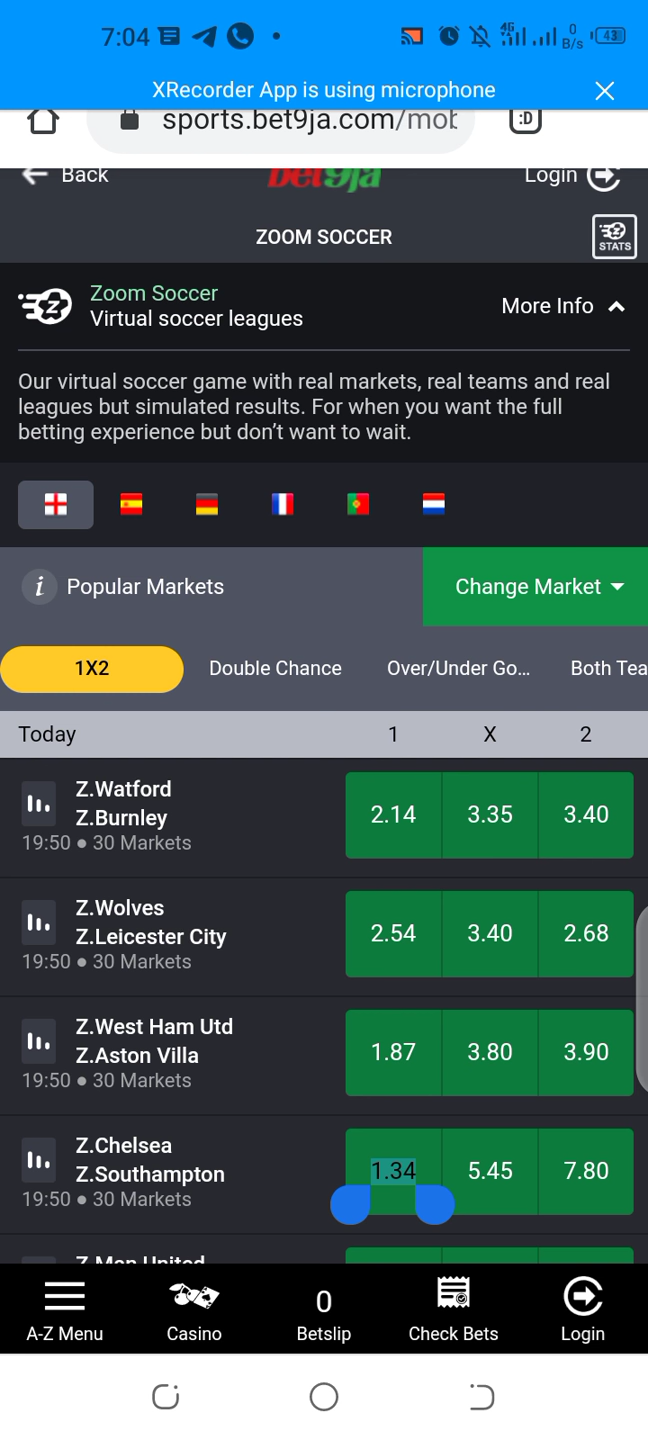 7:04
4G
0
B/s
43
XRecorder App is using microphone
sports.bet9ja.com/mob
:D
Back
bet9ja
Login
ZOOM SOCCER
STATS
Zoom Soccer
Virtual soccer leagues
More Info
Our virtual soccer game with real markets, real teams and real
leagues but simulated results. For when you want the full
betting experience but don't want to wait.
i Popular Markets
Change Market
1X2 Double Chance Over/Under Go... Both Tea
Today 1 X 2
Z.Watford
Z.Burnley
19:50 ● 30 Markets
2.14 3.35 3.40
Z.Wolves
Z.Leicester City
19:50 ● 30 Markets
2.54 3.40 2.68
Z.West Ham Utd
Z.Aston Villa
19:50 ● 30 Markets
1.87 3.80 3.90
Z.Chelsea
Z.Southampton
19:50 ● 30 Markets
1.34 5.45 7.80
Z.Man United
0
A-Z Menu Casino Betslip Check Bets Login